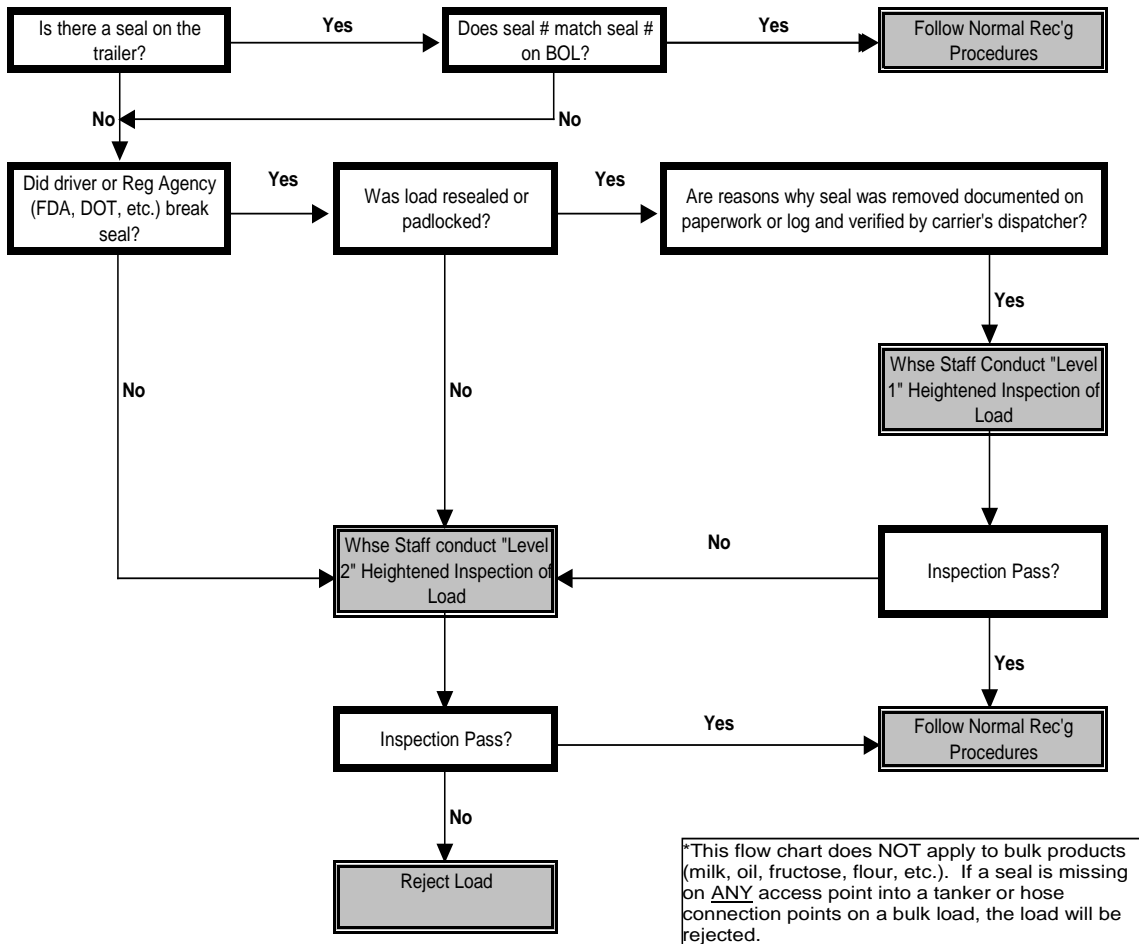 Is there a seal on the
trailer?
Yes
Does seal # match seal #
on BOL?
Yes
Follow Normal Rec'g
Procedures
No
No
Did driver or Reg Agency
(FDA, DOT, etc.) break
seal?
Yes
Was load resealed or
padlocked?
Yes
Are reasons why seal was removed documented on
paperwork or log and verified by carrier's dispatcher?
Yes
No
No
Whse Staff Conduct "Level
1" Heightened Inspection of
Load
Whse Staff conduct "Level
2" Heightened Inspection of
Load
No
Inspection Pass?
Yes
Inspection Pass?
Yes
Follow Normal Rec'g
Procedures
No
Reject Load
*This flow chart does NOT apply to bulk products
(milk, oil, fructose, flour, etc.). If a seal is missing
on ANY access point into a tanker or hose
connection points on a bulk load, the load will be
rejected.